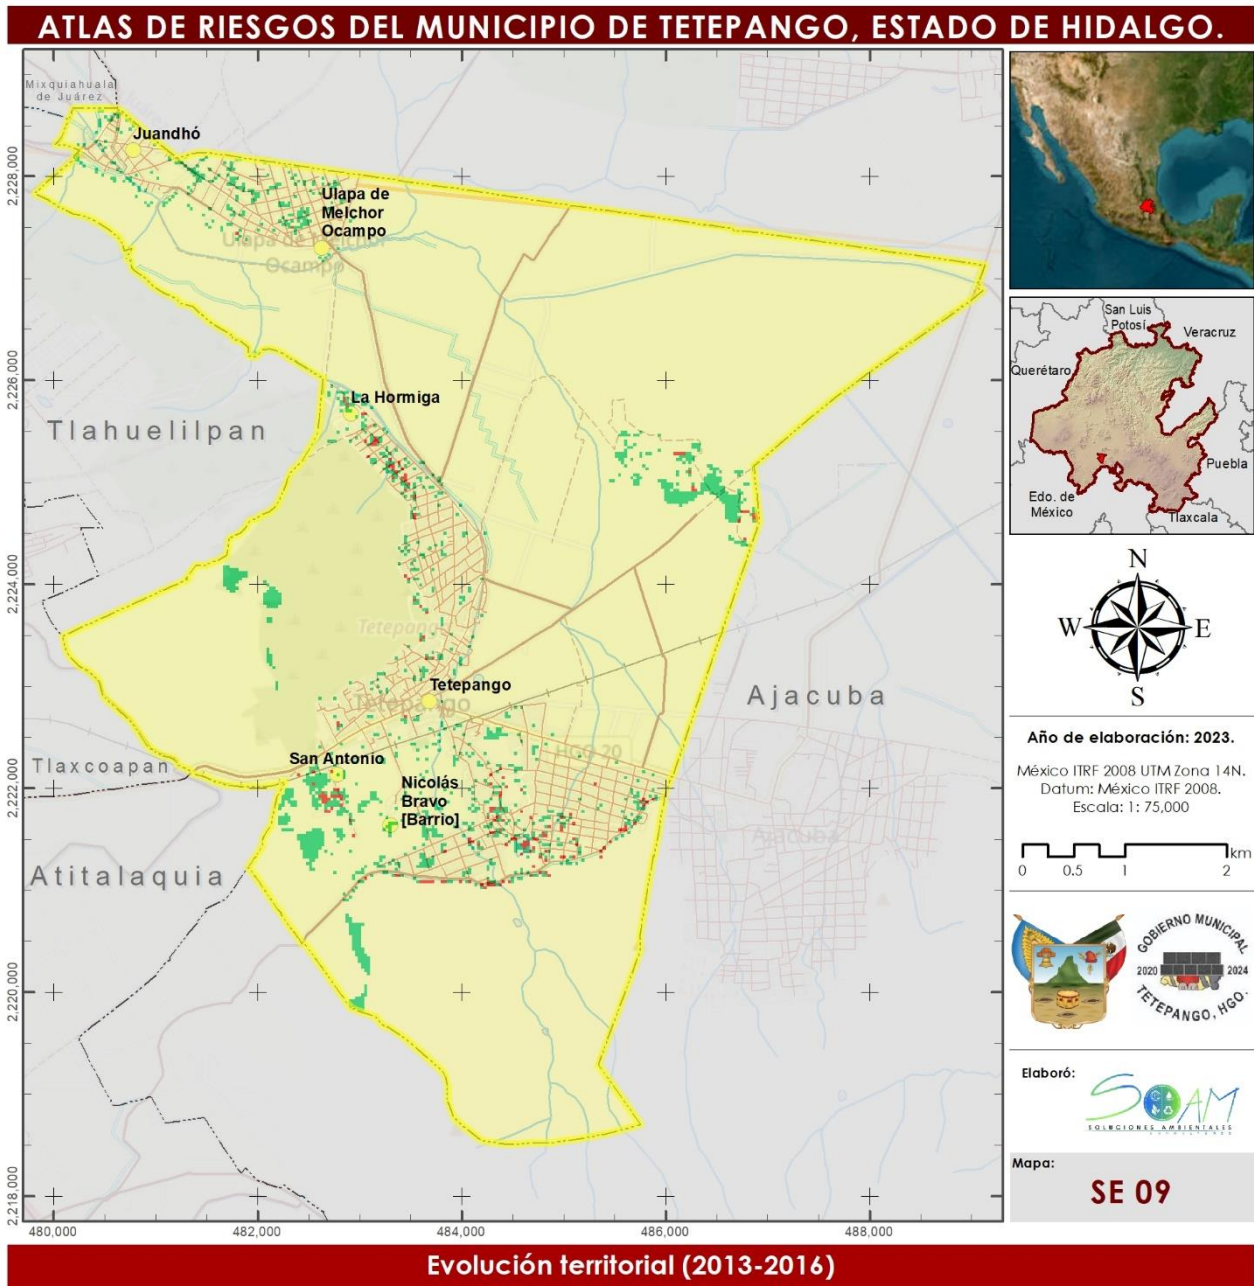 ATLAS DE RIESGOS DEL MUNICIPIO DE TETEPANGO, ESTADO DE HIDALGO.
Mixquiahuala
de Juárez
Juandhó
Ulapa de
Melchor
Ocampo
Ulapa de Melchor
Ocampo
La Hormiga
Tlahuelilpan
Tetepango
Tetepango
Ajacuba
HGO 20
San Antonio
Tlaxcoapan
Nicolás
Bravo
[Barrio]
Ajacuba
Atitalaquia
2,228,000
2,226,000
2,224,000
2,222,000
2,220,000
2,218,000
480,000
482,000
484,000
486,000
488,000
San Luis
Potosí
Veracruz
Querétaro
Puebla
Edo. de
México
Tlaxcala
N
W
E
S
Año de elaboración: 2023.
México ITRF 2008 UTM Zona 14N.
Datum: México ITRF 2008.
Escala: 1: 75,000
km
0 0.5 1 2
GOBIERNO MUNICIPAL
2020 2024
TETEPANGO, HGO.
Elaboró:
SOAM
SOLUCIONES AMBIENTALES
Mapa:
SE 09
Evolución territorial (2013-2016)